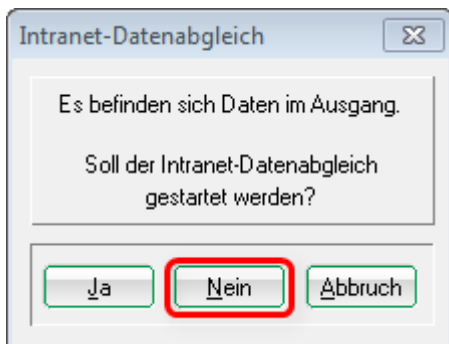 Intranet-Datenabgleich
Es befinden sich Daten im Ausgang.
Soll der Intranet-Datenabgleich
gestartet werden?
Ja Nein Abbruch